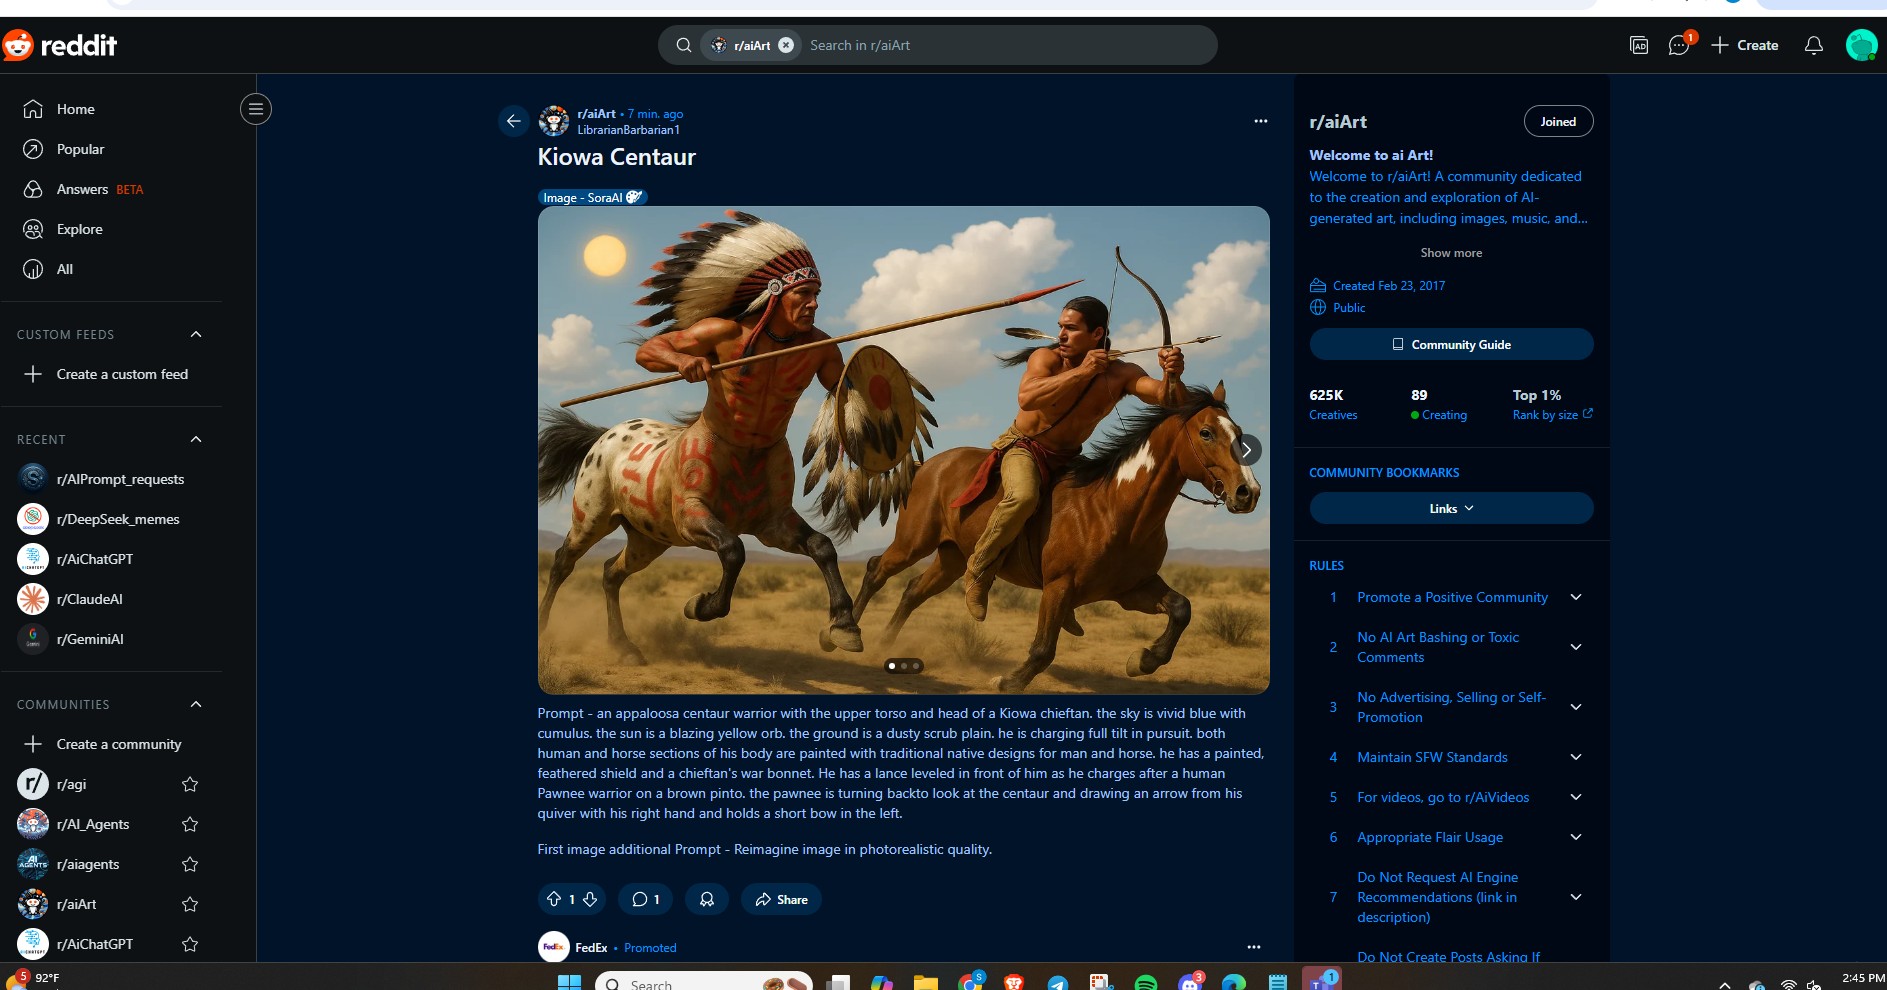 reddit
r/aiArt
Search in r/aiArt
1
Create
Home
Popular
Answers BETA
Explore
All
CUSTOM FEEDS
Create a custom feed
RECENT
r/AIPrompt_requests
r/DeepSeek_memes
r/AiChatGPT
r/ClaudeAI
r/GeminiAI
COMMUNITIES
Create a community
r/agi
r/AI_Agents
r/aiagents
r/aiArt
r/AiChatGPT
r/aiArt • 7 min. ago
LibrarianBarbarian1
Kiowa Centaur
Image - SoraAI
Prompt - an appaloosa centaur warrior with the upper torso and head of a Kiowa chieftan. the sky is vivid blue with
cumulus. the sun is a blazing yellow orb. the ground is a dusty scrub plain. he is charging full tilt in pursuit. both
human and horse sections of his body are painted with traditional native designs for man and horse. he has a painted,
feathered shield and a chieftan's war bonnet. He has a lance leveled in front of him as he charges after a human
Pawnee warrior on a brown pinto. the pawnee is turning backto look at the centaur and drawing an arrow from his
quiver with his right hand and holds a short bow in the left.
First image additional Prompt - Reimagine image in photorealistic quality.
1
1
Share
FedEx • Promoted
r/aiArt
Joined
Welcome to ai Art!
Welcome to r/aiArt! A community dedicated
to the creation and exploration of AI-
generated art, including images, music, and...
Show more
Created Feb 23, 2017
Public
Community Guide
625K 89 Top 1%
Creatives Creating Rank by size
COMMUNITY BOOKMARKS
Links
RULES
1 Promote a Positive Community
2 No AI Art Bashing or Toxic
Comments
3 No Advertising, Selling or Self-
Promotion
4 Maintain SFW Standards
5 For videos, go to r/AiVideos
6 Appropriate Flair Usage
7 Do Not Request AI Engine
Recommendations (link in
description)
Do Not Create Posts Asking If
5
92°F
Search
S
3
1
2:45 PM